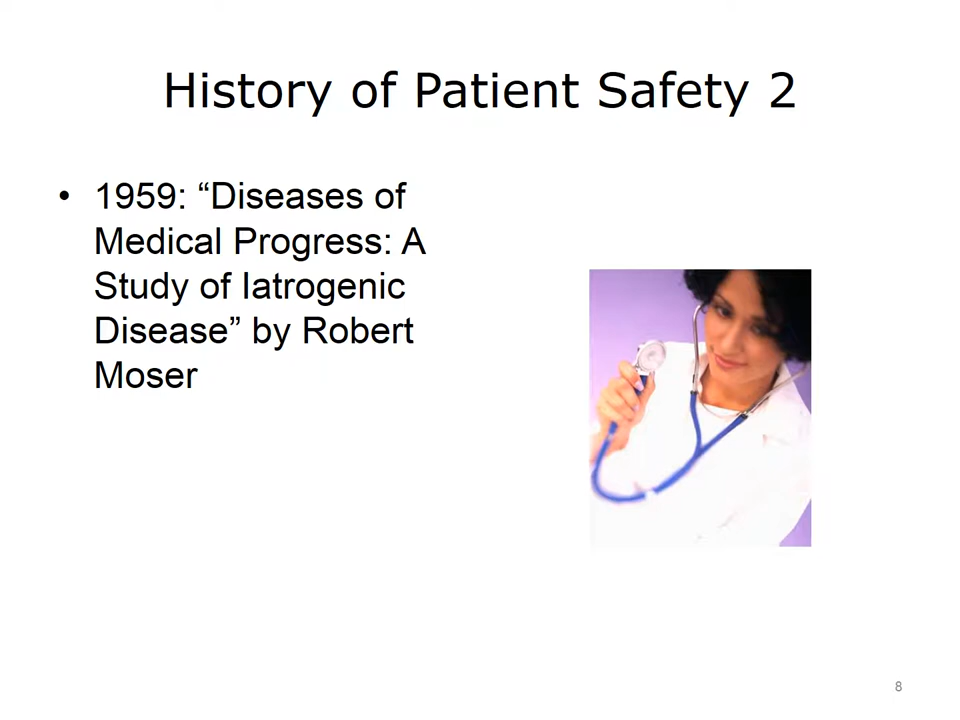 History of Patient Safety 2
• 1959: “Diseases of
Medical Progress: A
Study of Iatrogenic
Disease” by Robert
Moser
8